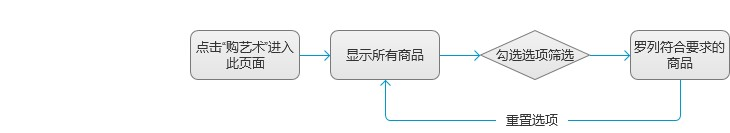 点击“购艺术”进入
此页面
显示所有商品
勾选选项筛选
罗列符合要求的
商品
重置选项